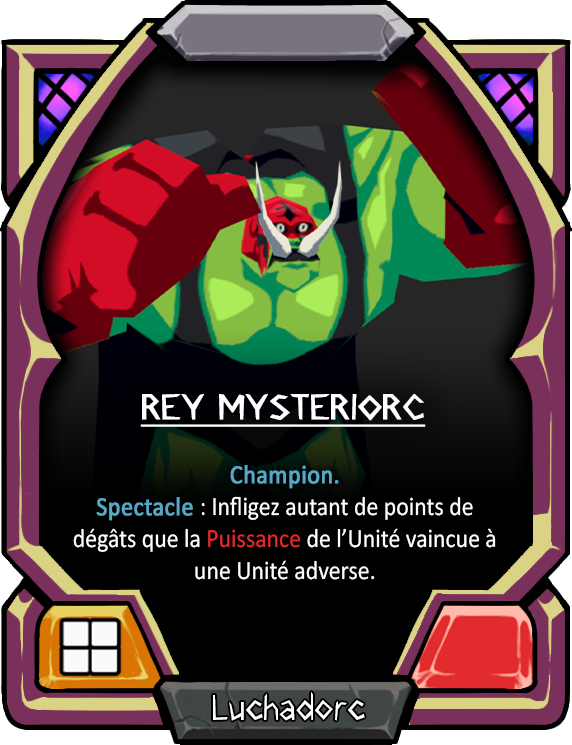 REY MYSTERIORC
Champion.
Spectacle : Infligez autant de points de
dégâts que la Puissance de l’Unité vaincue à
une Unité adverse.
Luchadorc